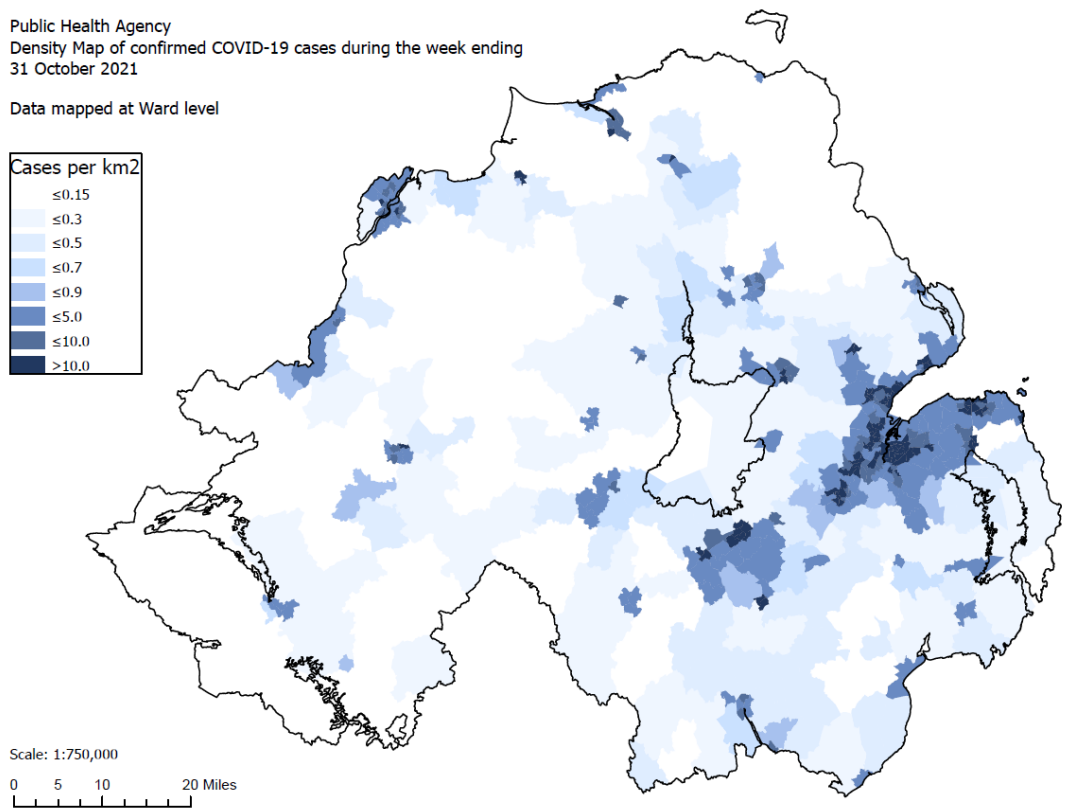 Public Health Agency
Density Map of confirmed COVID-19 cases during the week ending
31 October 2021
Data mapped at Ward level
Cases per km2
≤0.15
≤0.3
≤0.5
≤0.7
≤0.9
≤5.0
≤10.0
>10.0
Scale: 1:750,000
0 5 10 20 Miles